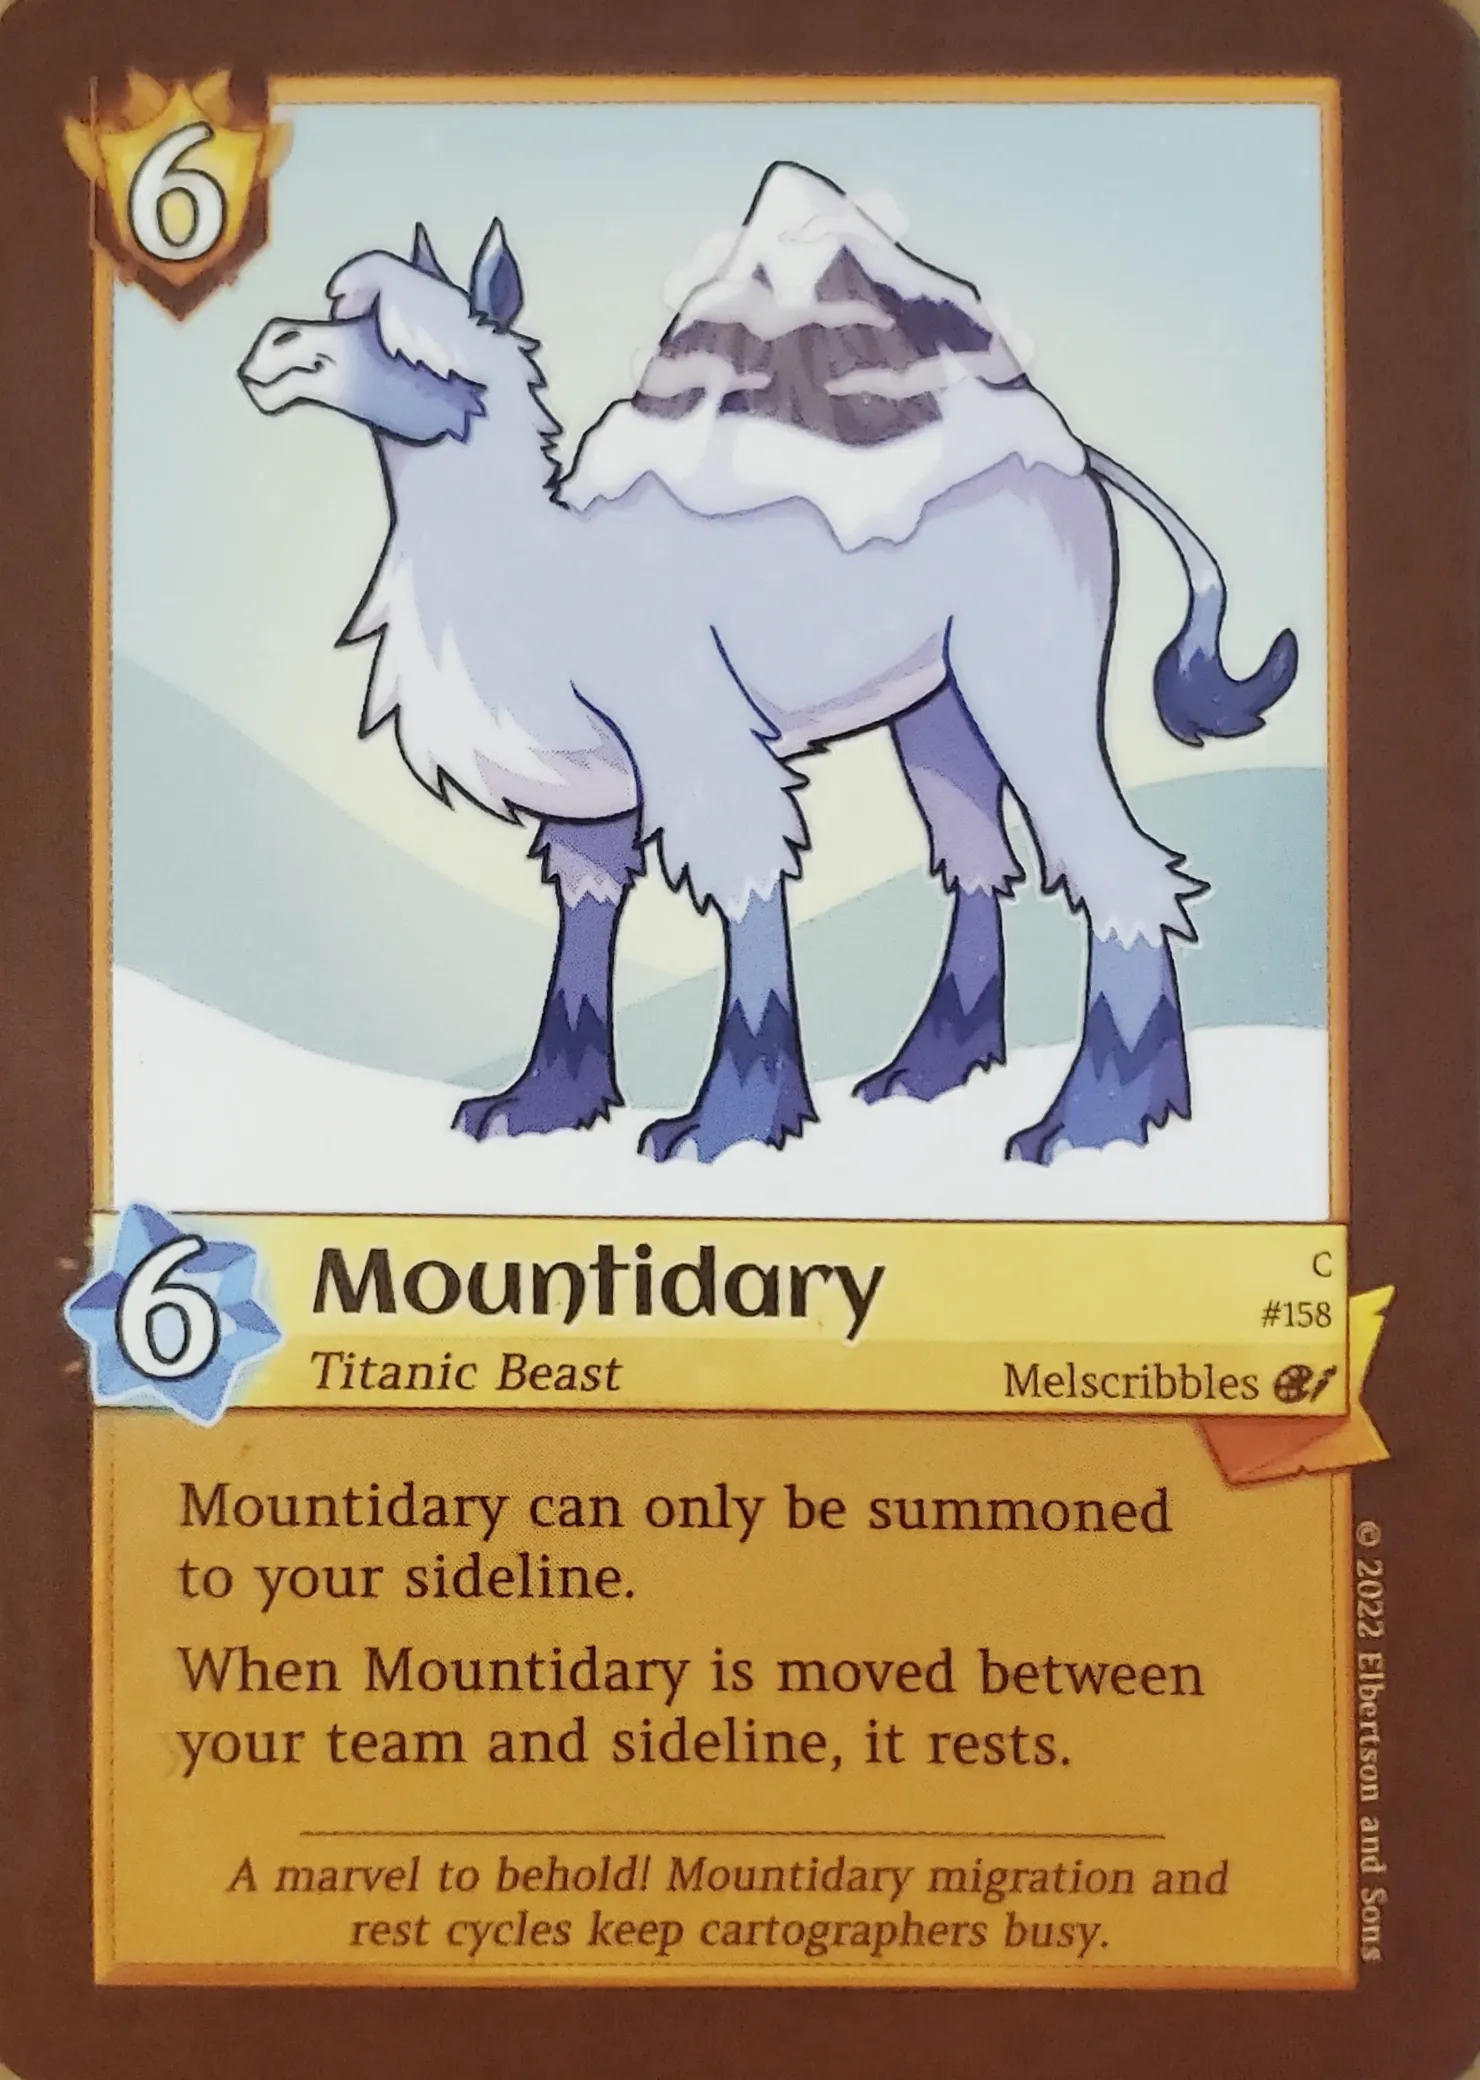 6
6
Mountidary
C
#158
Titanic Beast
Melscribbles
Mountidary can only be summoned
to your sideline.
When Mountidary is moved between
your team and sideline, it rests.
A marvel to behold! Mountidary migration and
rest cycles keep cartographers busy.
© 2022 Elbertson and Sons